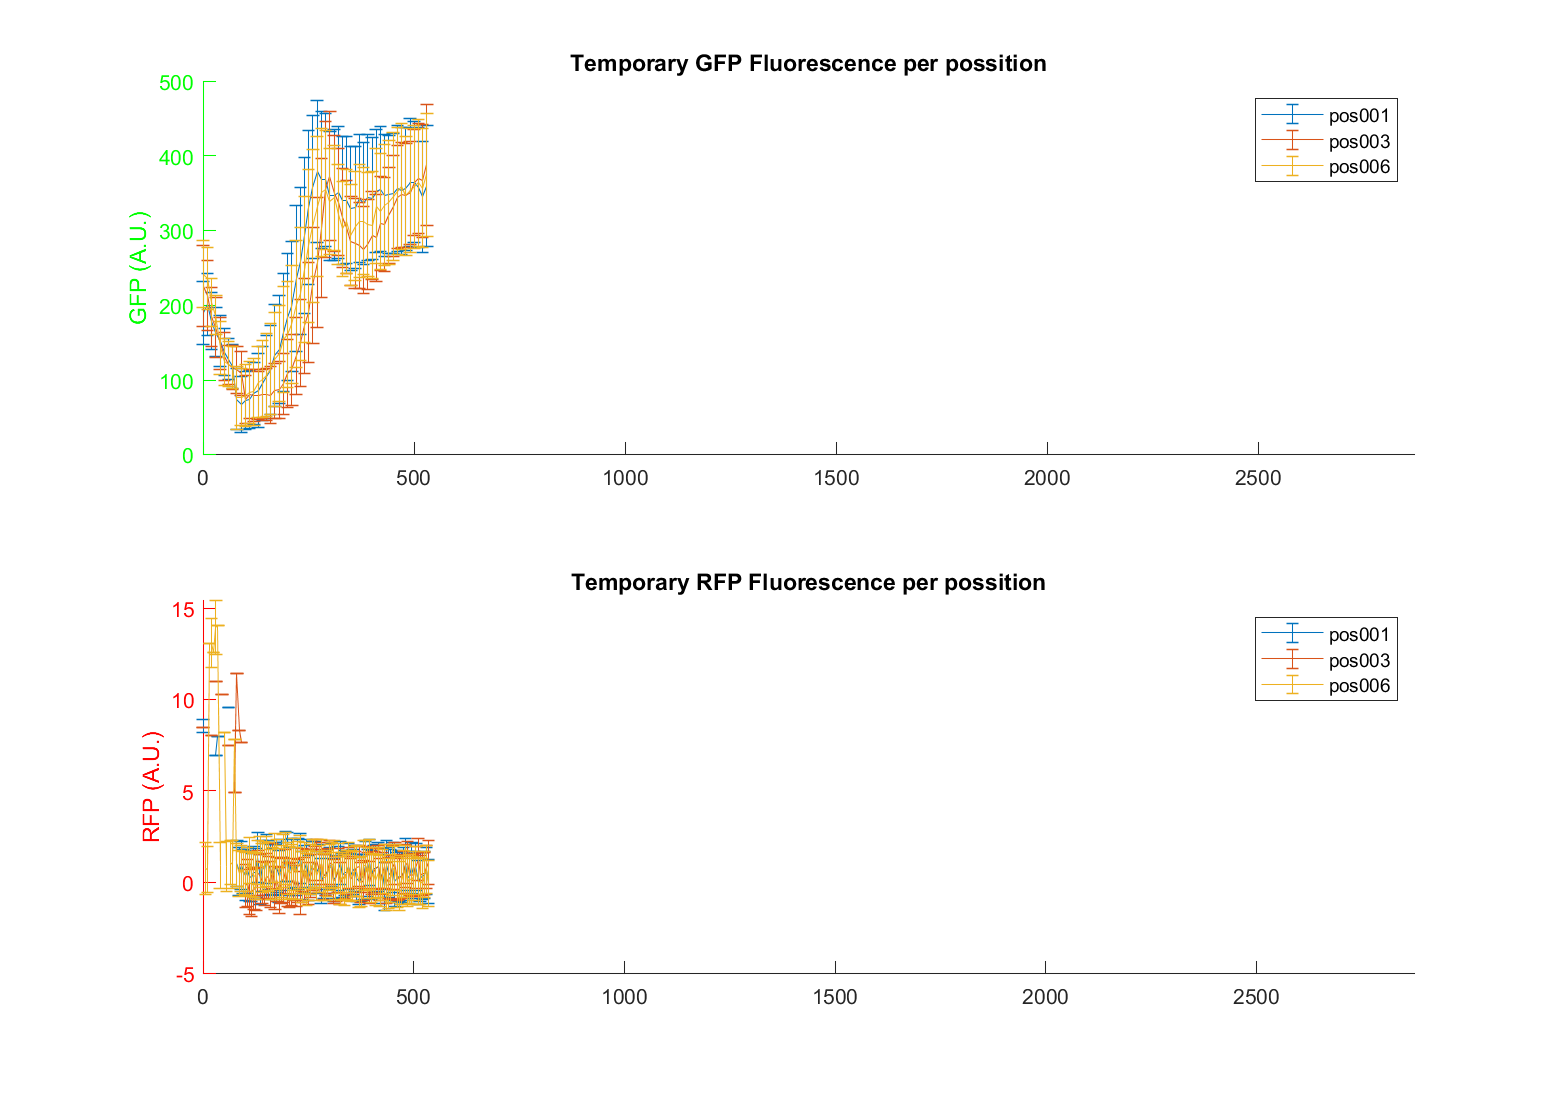 Temporary GFP Fluorescence per possition
500
400
300
200
100
0
GFP (A.U.)
pos001
pos003
pos006
0 500 1000 1500 2000 2500
Temporary RFP Fluorescence per possition
15
10
5
0
-5
RFP (A.U.)
pos001
pos003
pos006
0 500 1000 1500 2000 2500